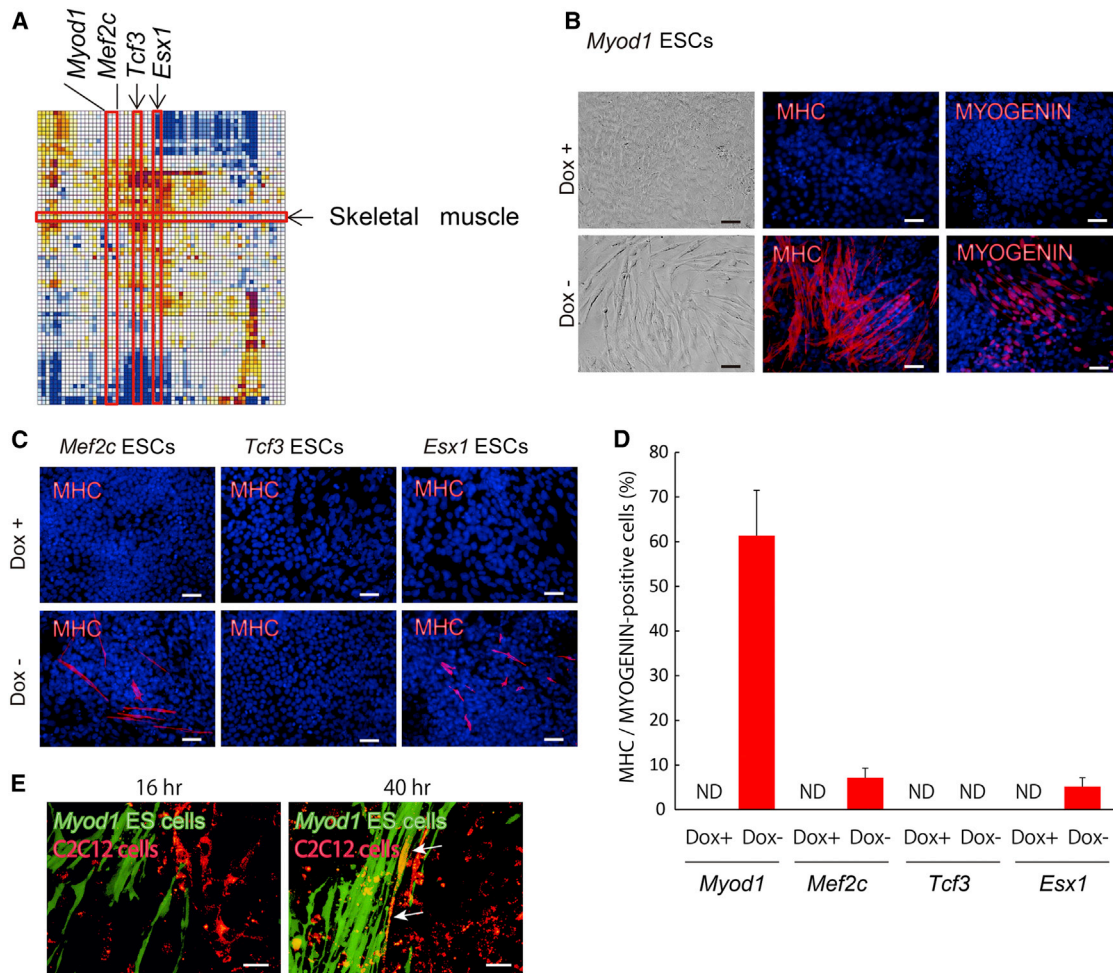 A
Myod1
Mef2c
Tcf3
Esx1
Skeletal muscle
B
Myod1 ESCs
Dox +
MHC
MYOGENIN
Dox -
MHC
MYOGENIN
C
Mef2c ESCs
Tcf3 ESCs
Esx1 ESCs
Dox +
MHC
MHC
MHC
Dox -
MHC
MHC
MHC
D
MHC / MYOGENIN-positive cells (%)
80
70
60
50
40
30
20
10
0
ND
ND
ND
ND
ND
Dox+ Dox- Dox+ Dox- Dox+ Dox- Dox+ Dox-
Myod1
Mef2c
Tcf3
Esx1
E
16 hr
40 hr
Myod1 ES cells
C2C12 cells
Myod1 ES cells
C2C12 cells